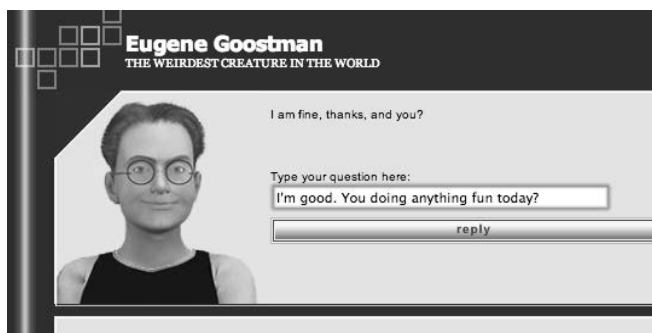 Eugene Goostman
THE WEIRDEST CREATURE IN THE WORLD
I am fine, thanks, and you?
Type your question here:
I'm good. You doing anything fun today?
reply